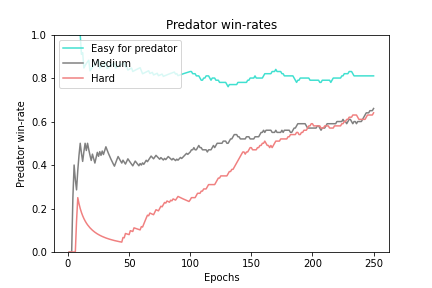 Predator win-rates
1.0
Easy for predator
Medium
Hard
0.8
0.6
0.4
0.2
0.0
Predator win-rate
0
50
100
150
200
250
Epochs